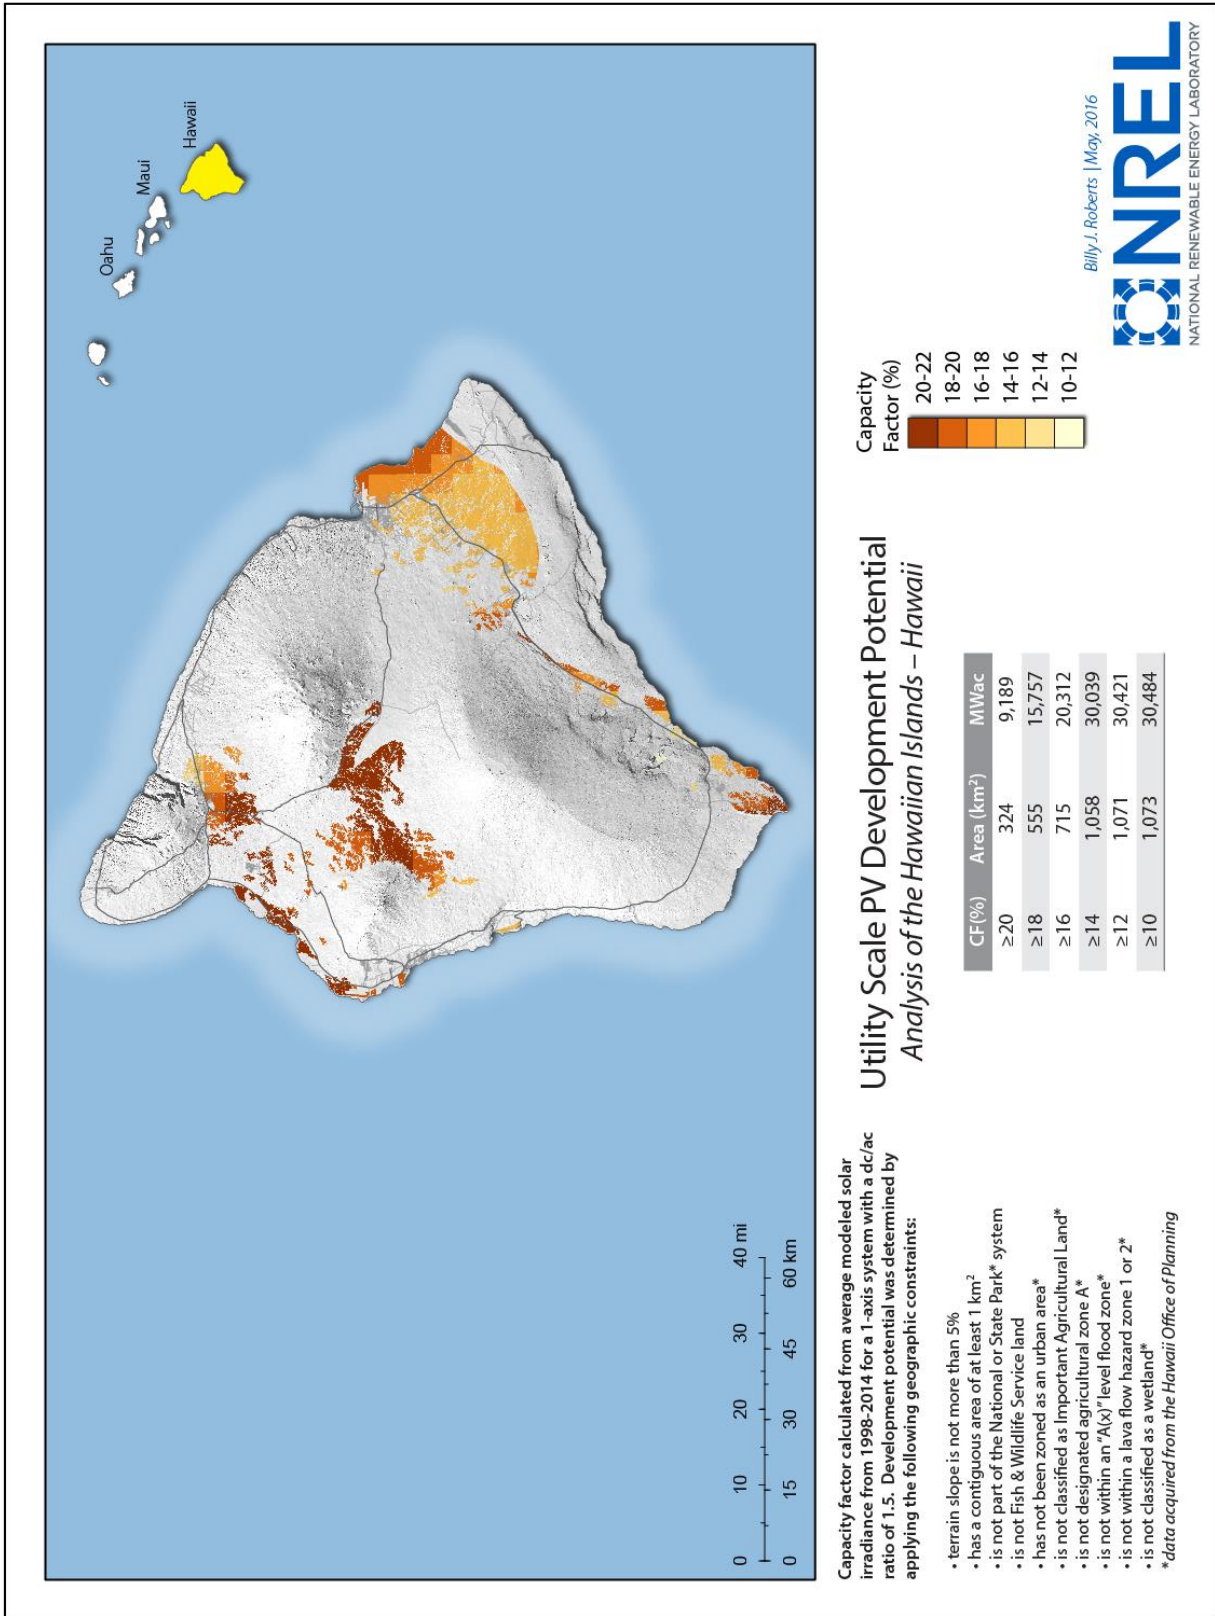 Oahu
Maui
Hawaii
0 10 20 30 40 mi
0 15 30 45 60 km
Capacity factor calculated from average modeled solar
irradiance from 1998-2014 for a 1-axis system with a dc/ac
ratio of 1.5. Development potential was determined by
applying the following geographic constraints:
• terrain slope is not more than 5%
• has a contiguous area of at least 1 km²
• is not part of the National or State Park* system
• is not Fish & Wildlife Service land
• has not been zoned as an urban area*
• is not classified as Important Agricultural Land*
• is not designated agricultural zone A*
• is not within an "A(x)" level flood zone*
• is not within a lava flow hazard zone 1 or 2*
• is not classified as a wetland*
*data acquired from the Hawaii Office of Planning
Utility Scale PV Development Potential
Analysis of the Hawaiian Islands – Hawaii
CF(%) Area (km²) MWac
≥20 324 9,189
≥18 555 15,757
≥16 715 20,312
≥14 1,058 30,039
≥12 1,071 30,421
≥10 1,073 30,484
Capacity
Factor (%)
20-22
18-20
16-18
14-16
12-14
10-12
Billy J. Roberts | May, 2016
NREL
NATIONAL RENEWABLE ENERGY LABORATORY